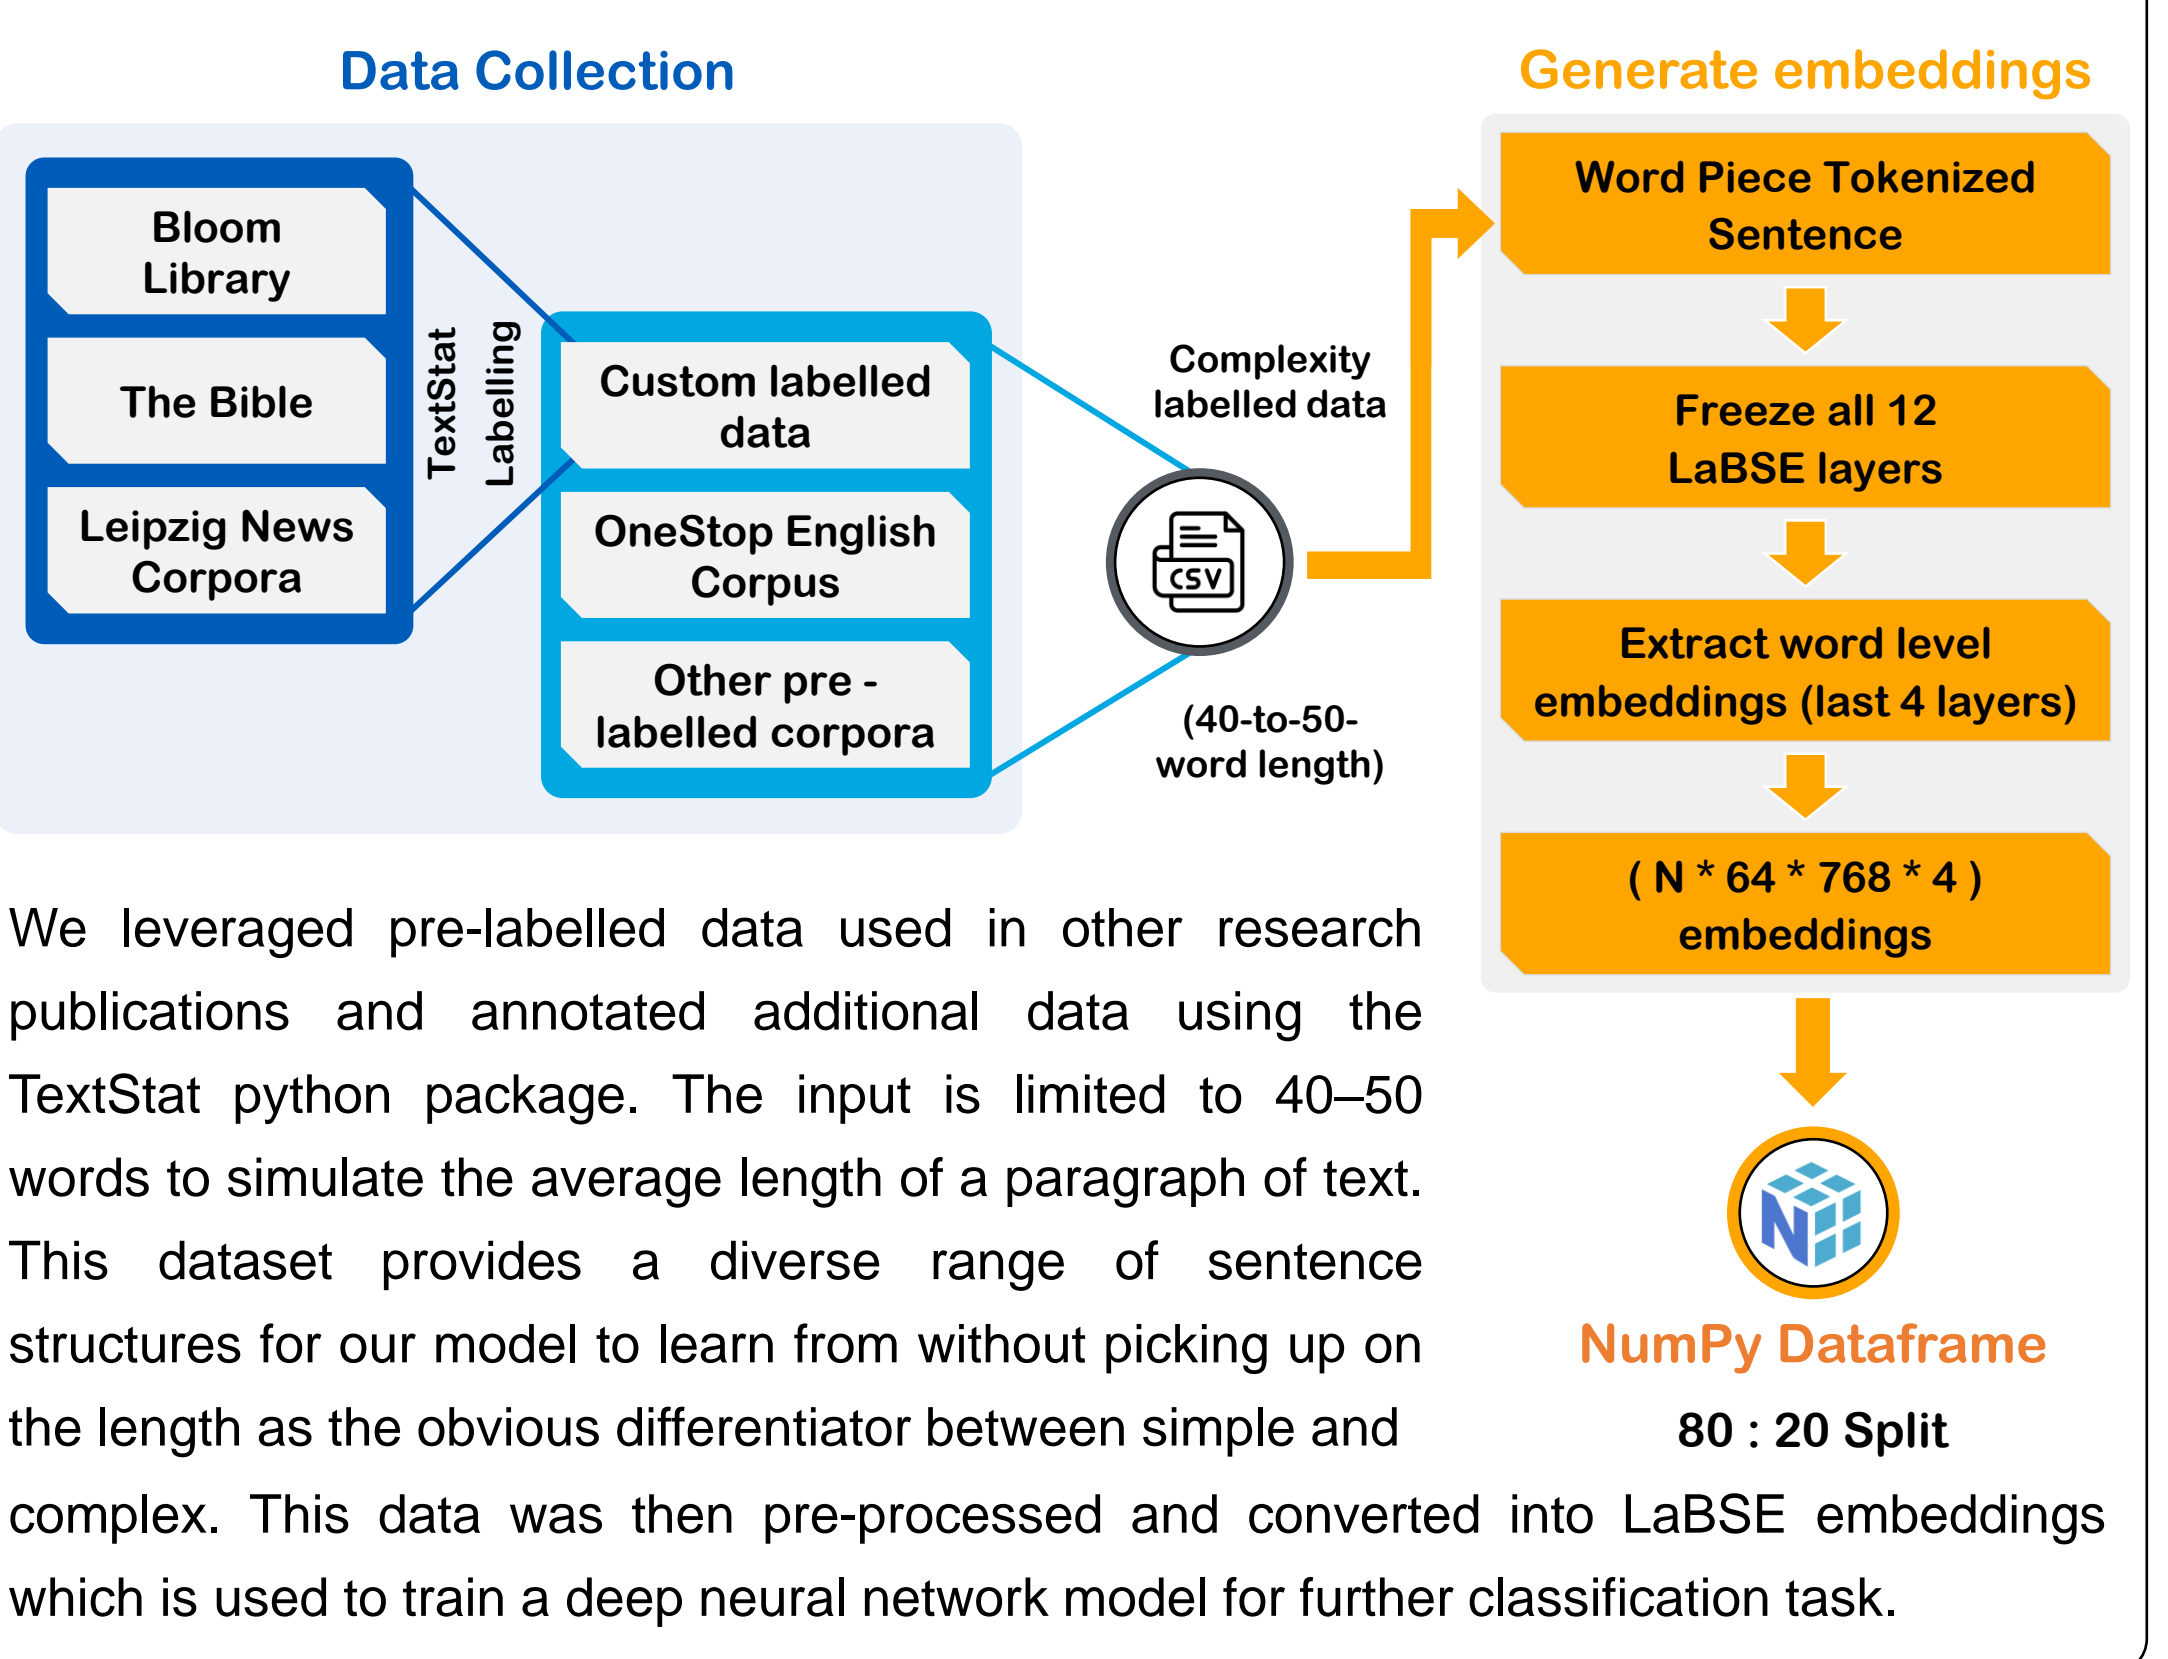 Data Collection
Bloom
Library
The Bible
Leipzig News
Corpora
TextStat
Labelling
Custom labelled
data
OneStop English
Corpus
Other pre -
labelled corpora
Complexity
labelled data
CSV
(40-to-50-
word length)
Generate embeddings
Word Piece Tokenized
Sentence
Freeze all 12
LaBSE layers
Extract word level
embeddings (last 4 layers)
( N * 64 * 768 * 4 )
embeddings
N
NumPy Dataframe
80 : 20 Split
We leveraged pre-labelled data used in other research
publications and annotated additional data using the
TextStat python package. The input is limited to 40–50
words to simulate the average length of a paragraph of text.
This dataset provides a diverse range of sentence
structures for our model to learn from without picking up on
the length as the obvious differentiator between simple and
complex. This data was then pre-processed and converted into LaBSE embeddings
which is used to train a deep neural network model for further classification task.